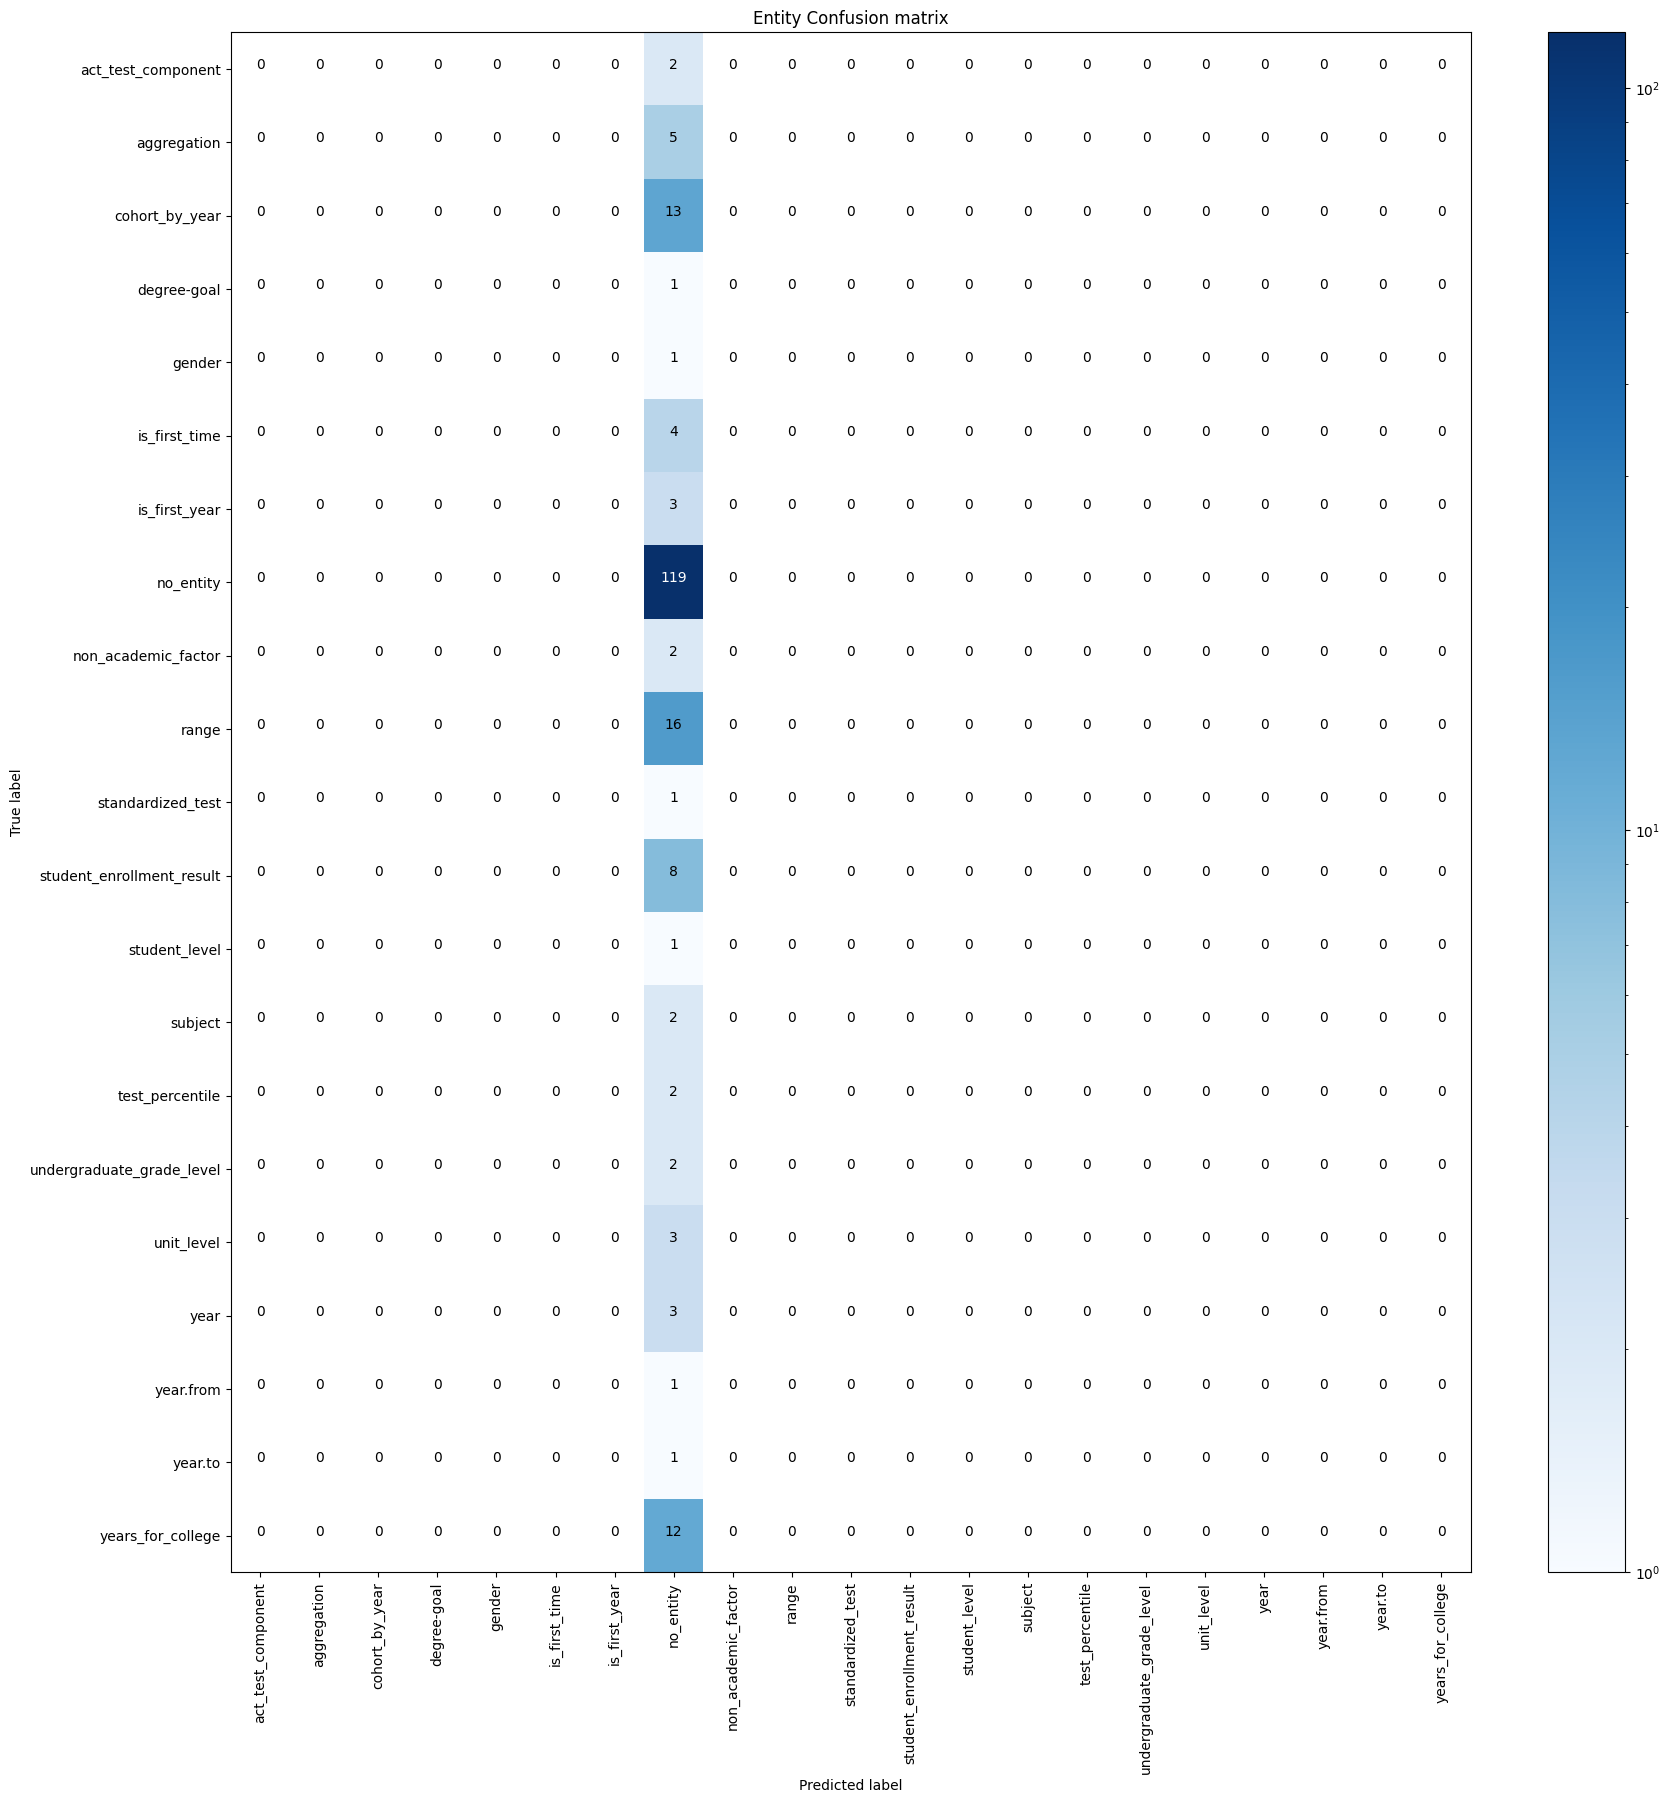 Entity Confusion matrix
act_test_component 0 0 0 0 0 0 0 2 0 0 0 0 0 0 0 0 0 0 0 0 0
aggregation 0 0 0 0 0 0 0 5 0 0 0 0 0 0 0 0 0 0 0 0 0
cohort_by_year 0 0 0 0 0 0 0 13 0 0 0 0 0 0 0 0 0 0 0 0 0
degree-goal 0 0 0 0 0 0 0 1 0 0 0 0 0 0 0 0 0 0 0 0 0
gender 0 0 0 0 0 0 0 1 0 0 0 0 0 0 0 0 0 0 0 0 0
is_first_time 0 0 0 0 0 0 0 4 0 0 0 0 0 0 0 0 0 0 0 0 0
is_first_year 0 0 0 0 0 0 0 3 0 0 0 0 0 0 0 0 0 0 0 0 0
no_entity 0 0 0 0 0 0 0 119 0 0 0 0 0 0 0 0 0 0 0 0 0
non_academic_factor 0 0 0 0 0 0 0 2 0 0 0 0 0 0 0 0 0 0 0 0 0
range 0 0 0 0 0 0 0 16 0 0 0 0 0 0 0 0 0 0 0 0 0
standardized_test 0 0 0 0 0 0 0 1 0 0 0 0 0 0 0 0 0 0 0 0 0
student_enrollment_result 0 0 0 0 0 0 0 8 0 0 0 0 0 0 0 0 0 0 0 0 0
student_level 0 0 0 0 0 0 0 1 0 0 0 0 0 0 0 0 0 0 0 0 0
subject 0 0 0 0 0 0 0 2 0 0 0 0 0 0 0 0 0 0 0 0 0
test_percentile 0 0 0 0 0 0 0 2 0 0 0 0 0 0 0 0 0 0 0 0 0
undergraduate_grade_level 0 0 0 0 0 0 0 2 0 0 0 0 0 0 0 0 0 0 0 0 0
unit_level 0 0 0 0 0 0 0 3 0 0 0 0 0 0 0 0 0 0 0 0 0
year 0 0 0 0 0 0 0 3 0 0 0 0 0 0 0 0 0 0 0 0 0
year.from 0 0 0 0 0 0 0 1 0 0 0 0 0 0 0 0 0 0 0 0 0
year.to 0 0 0 0 0 0 0 1 0 0 0 0 0 0 0 0 0 0 0 0 0
years_for_college 0 0 0 0 0 0 0 12 0 0 0 0 0 0 0 0 0 0 0 0 0
True label
act_test_component
aggregation
cohort_by_year
degree-goal
gender
is_first_time
is_first_year
no_entity
non_academic_factor
range
standardized_test
student_enrollment_result
student_level
subject
test_percentile
undergraduate_grade_level
unit_level
year
year.from
year.to
years_for_college
Predicted label
10²
10¹
10⁰